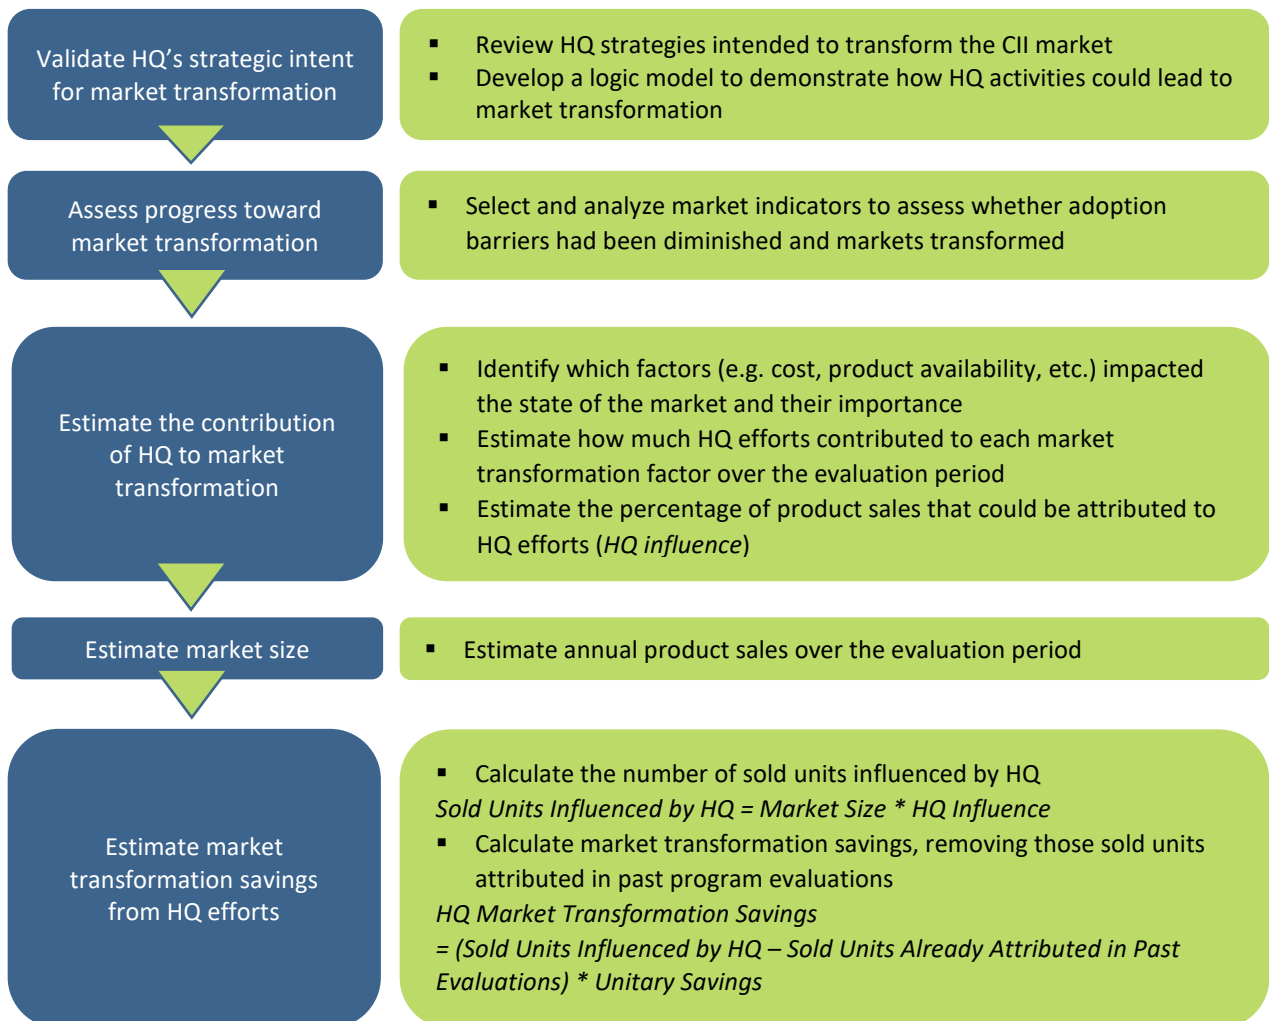 Validate HQ's strategic intent
for market transformation
▪ Review HQ strategies intended to transform the CII market
▪ Develop a logic model to demonstrate how HQ activities could lead to
market transformation
Assess progress toward
market transformation
▪ Select and analyze market indicators to assess whether adoption
barriers had been diminished and markets transformed
Estimate the contribution
of HQ to market
transformation
▪ Identify which factors (e.g. cost, product availability, etc.) impacted
the state of the market and their importance
▪ Estimate how much HQ efforts contributed to each market
transformation factor over the evaluation period
▪ Estimate the percentage of product sales that could be attributed to
HQ efforts (HQ influence)
Estimate market size
▪ Estimate annual product sales over the evaluation period
Estimate market
transformation savings
from HQ efforts
▪ Calculate the number of sold units influenced by HQ
Sold Units Influenced by HQ = Market Size * HQ Influence
▪ Calculate market transformation savings, removing those sold units
attributed in past program evaluations
HQ Market Transformation Savings
= (Sold Units Influenced by HQ – Sold Units Already Attributed in Past
Evaluations) * Unitary Savings